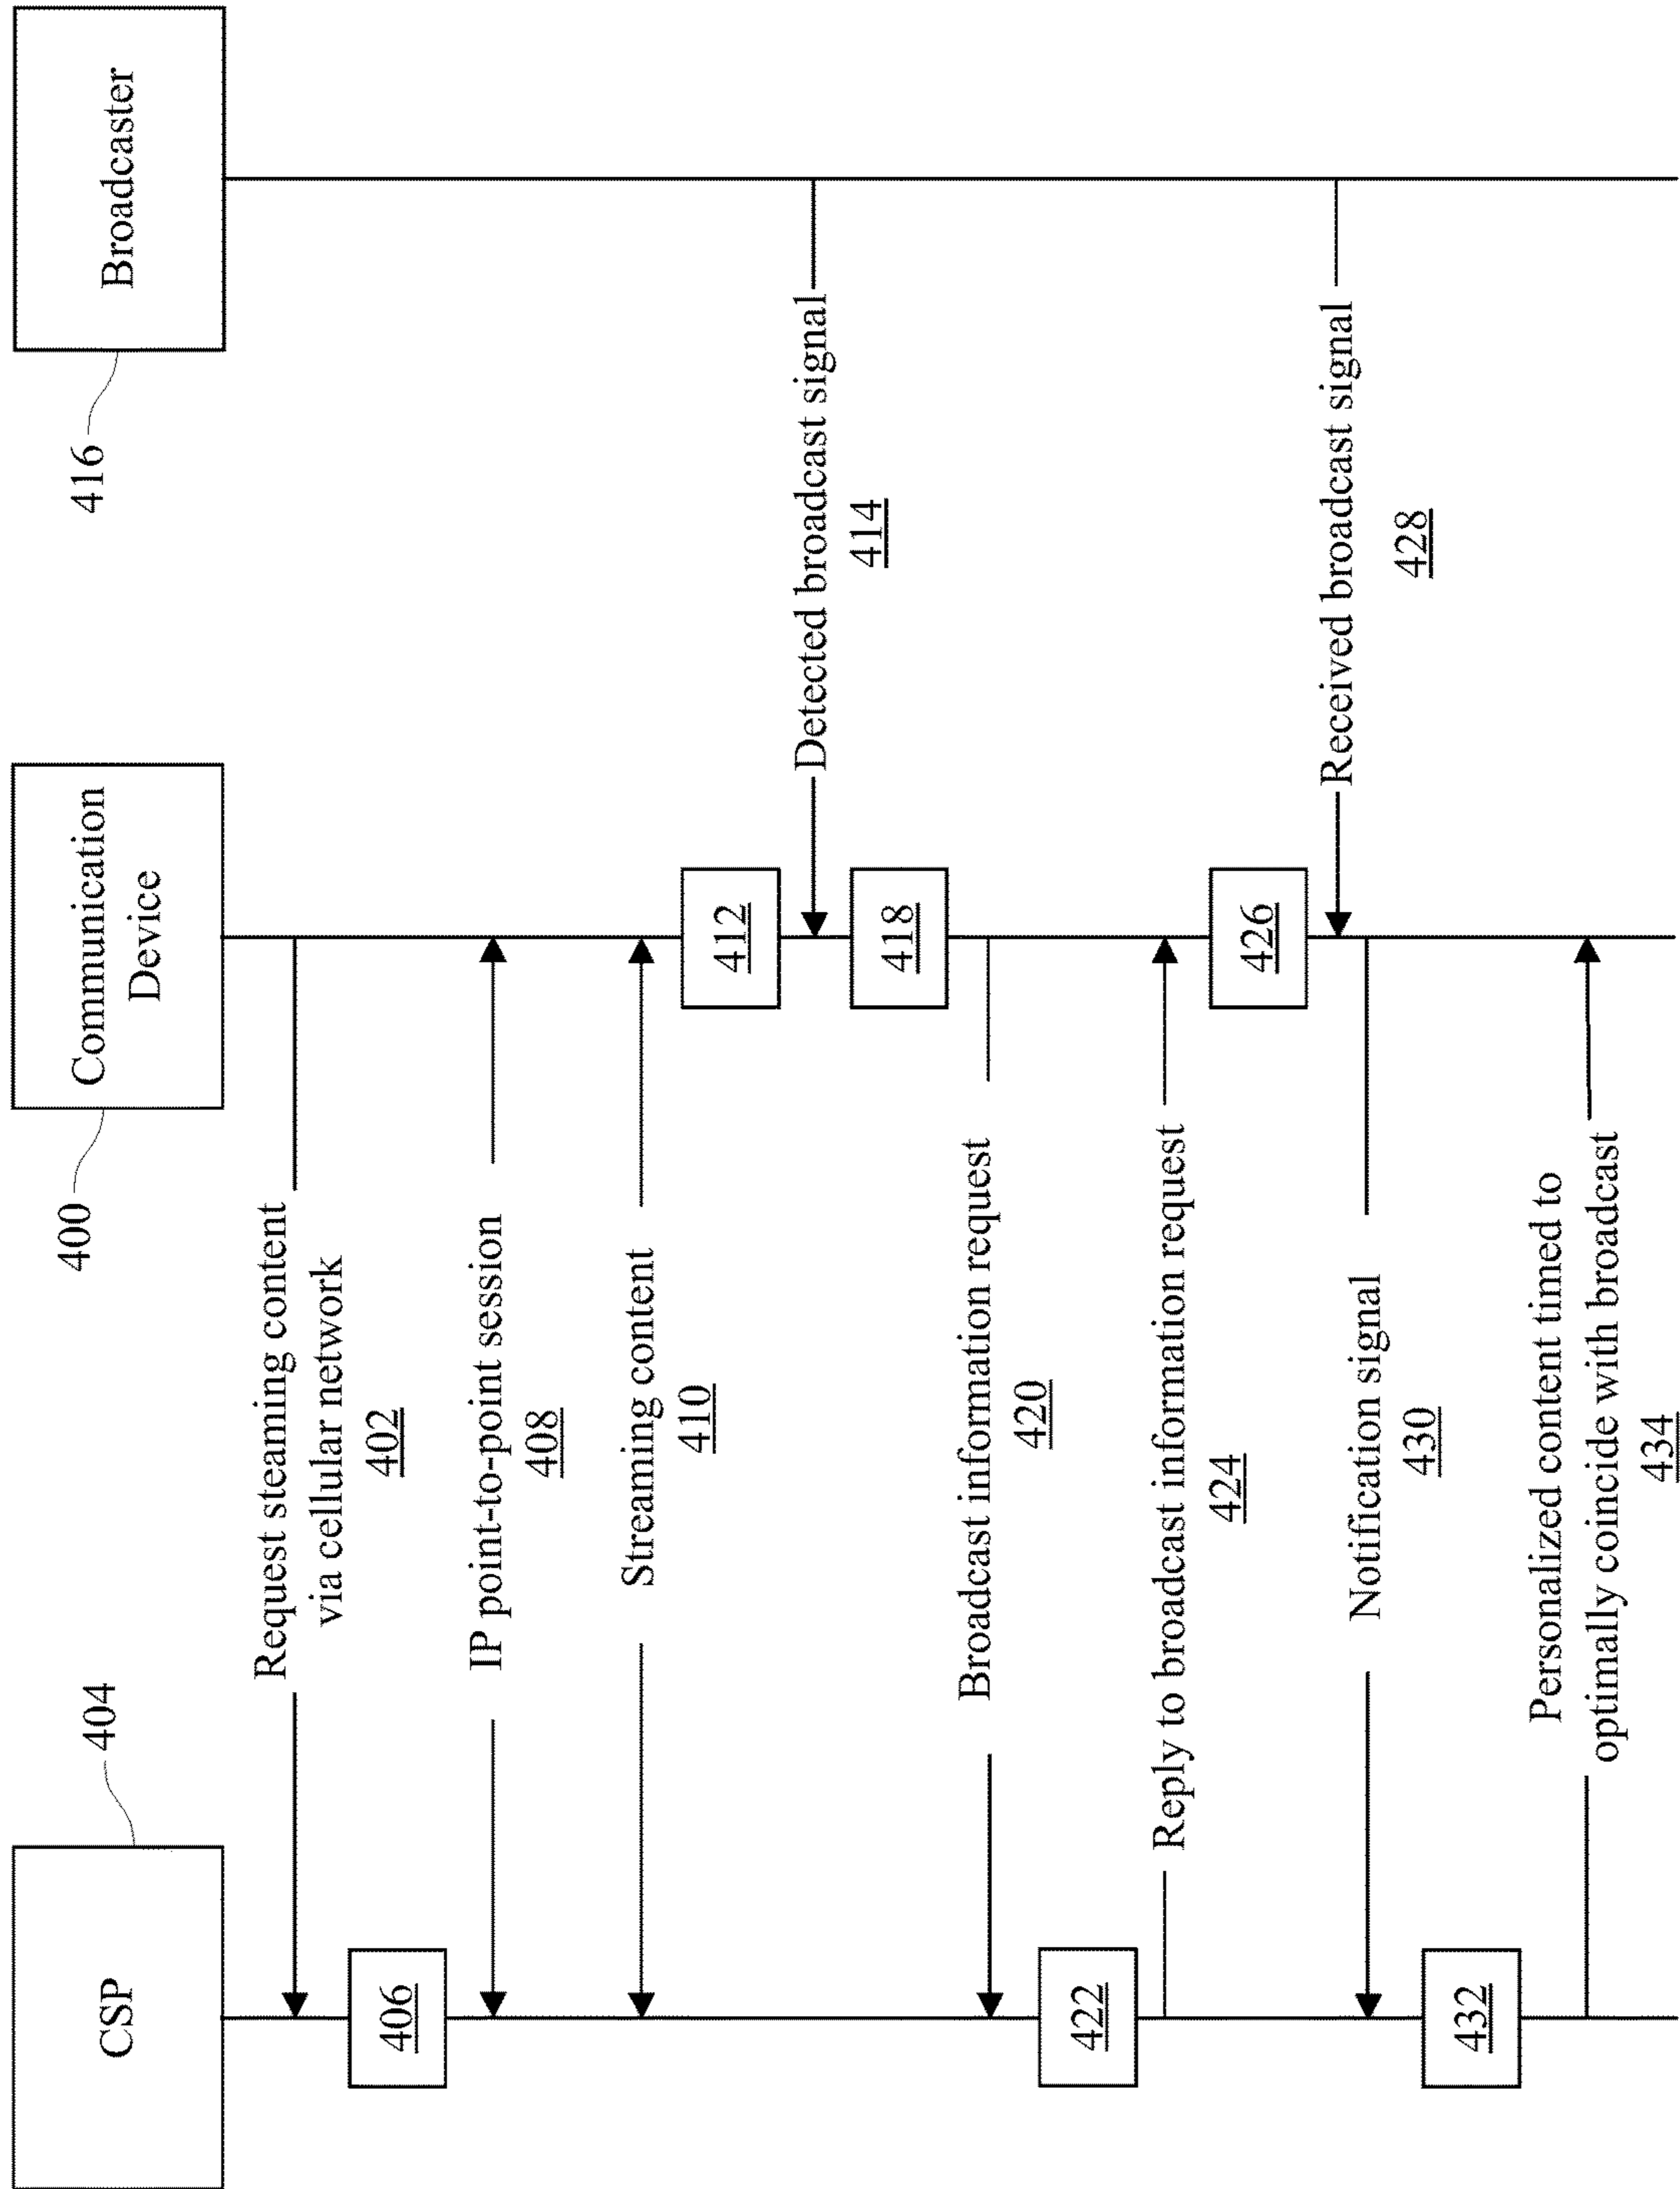 CSP
404
Communication
Device
400
Broadcaster
416
Request steaming content
via cellular network
402
406
IP point-to-point session
408
Streaming content
410
412
Detected broadcast signal
414
418
Broadcast information request
420
422
Reply to broadcast information request
424
426
Received broadcast signal
428
Notification signal
430
432
Personalized content timed to
optimally coincide with broadcast
434